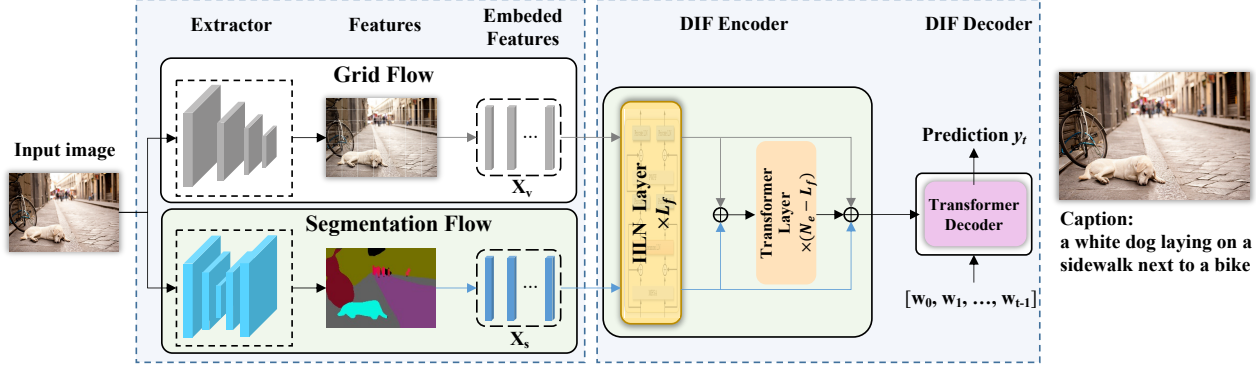 Extractor
Features
Embeded
Features
DIF Encoder
DIF Decoder
Grid Flow
Input image
X_v
Segmentation Flow
X_s
IILN Layer
×L_f
Transformer
Layer
×(N_e − L_f)
Prediction y_t
Transformer
Decoder
[w_0, w_1, …, w_{t-1}]
Caption:
a white dog laying on a
sidewalk next to a bike